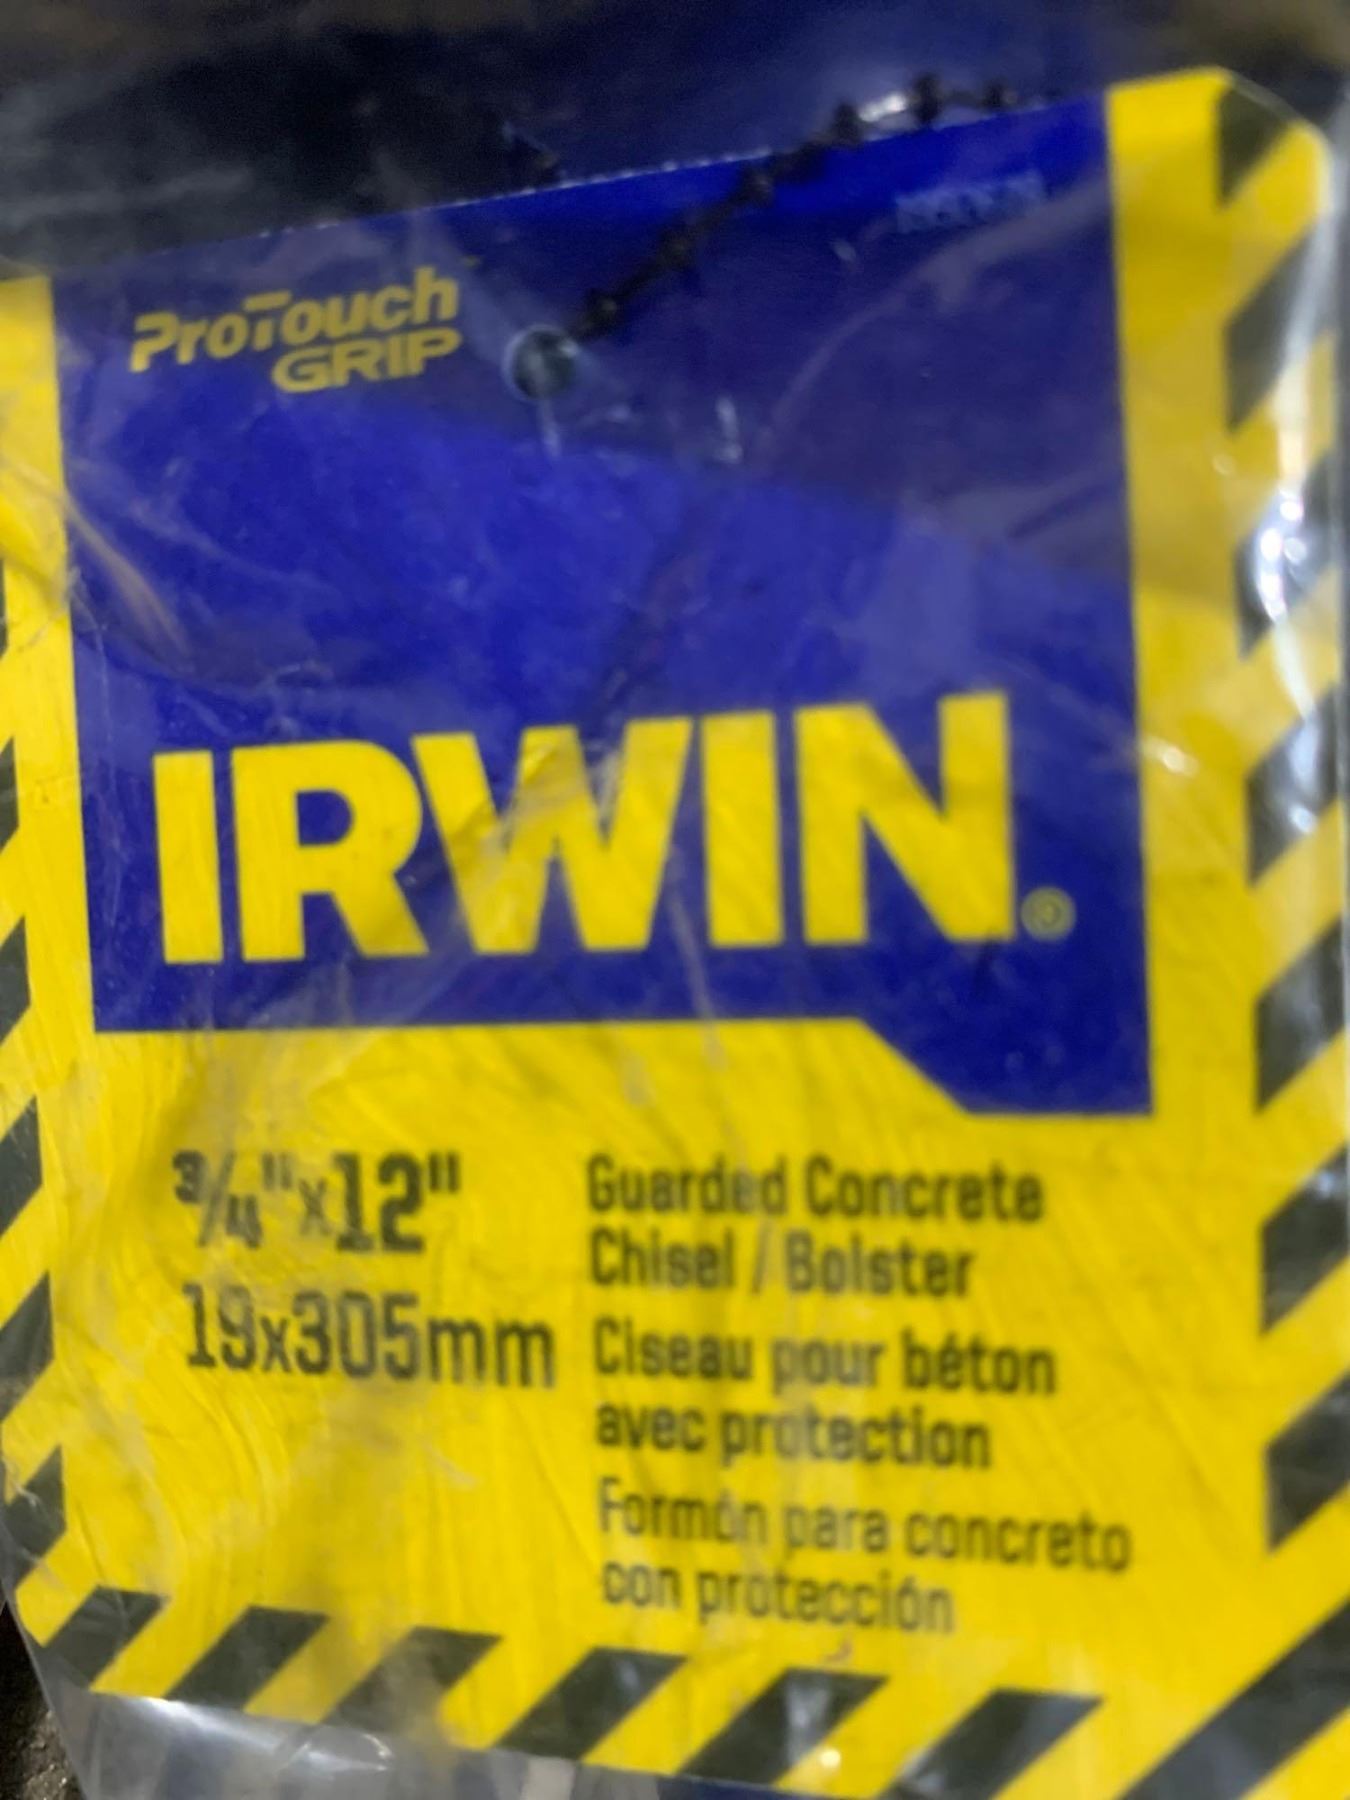 ProTouch
GRIP
IRWIN®
3/4"x12"
19x305mm
Guarded Concrete
Chisel / Bolster
Ciseau pour béton
avec protection
Formón para concreto
con protección